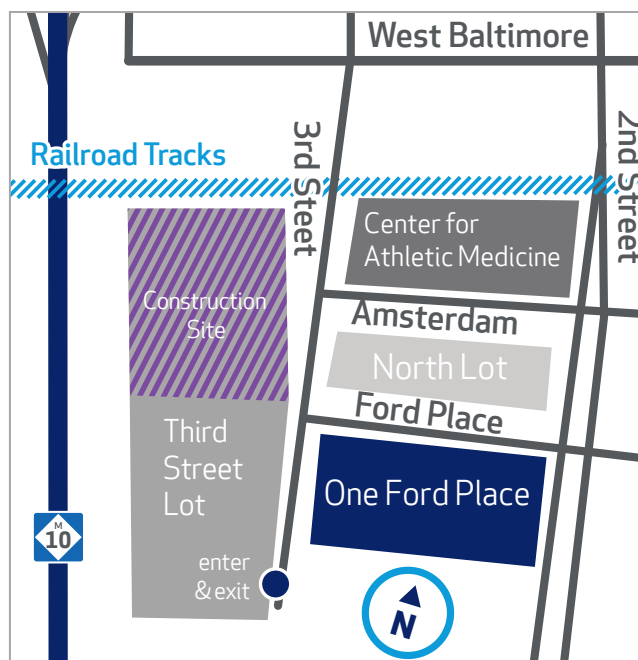 West Baltimore
3rd Steet
2nd Street
Railroad Tracks
Center for
Athletic Medicine
Construction
Site
Amsterdam
North Lot
Ford Place
Third
Street
Lot
One Ford Place
M
10
enter
& exit
N